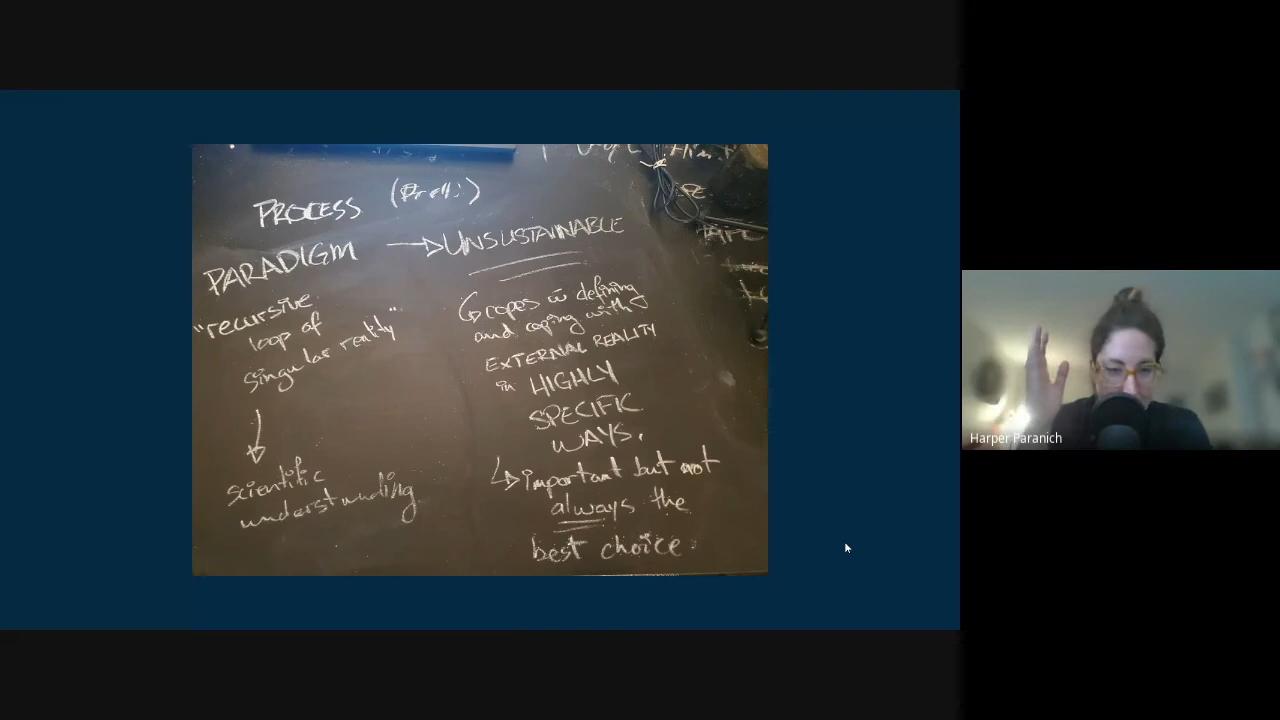 PROCESS
PARADIGM → UNSUSTAINABLE
"recursive
loop of
singular reality"
scientific
understanding
copes w defining
and coping with
EXTERNAL REALITY
in HIGHLY
SPECIFIC
WAYS.
important but not
always the
best choice
Harper Paranich